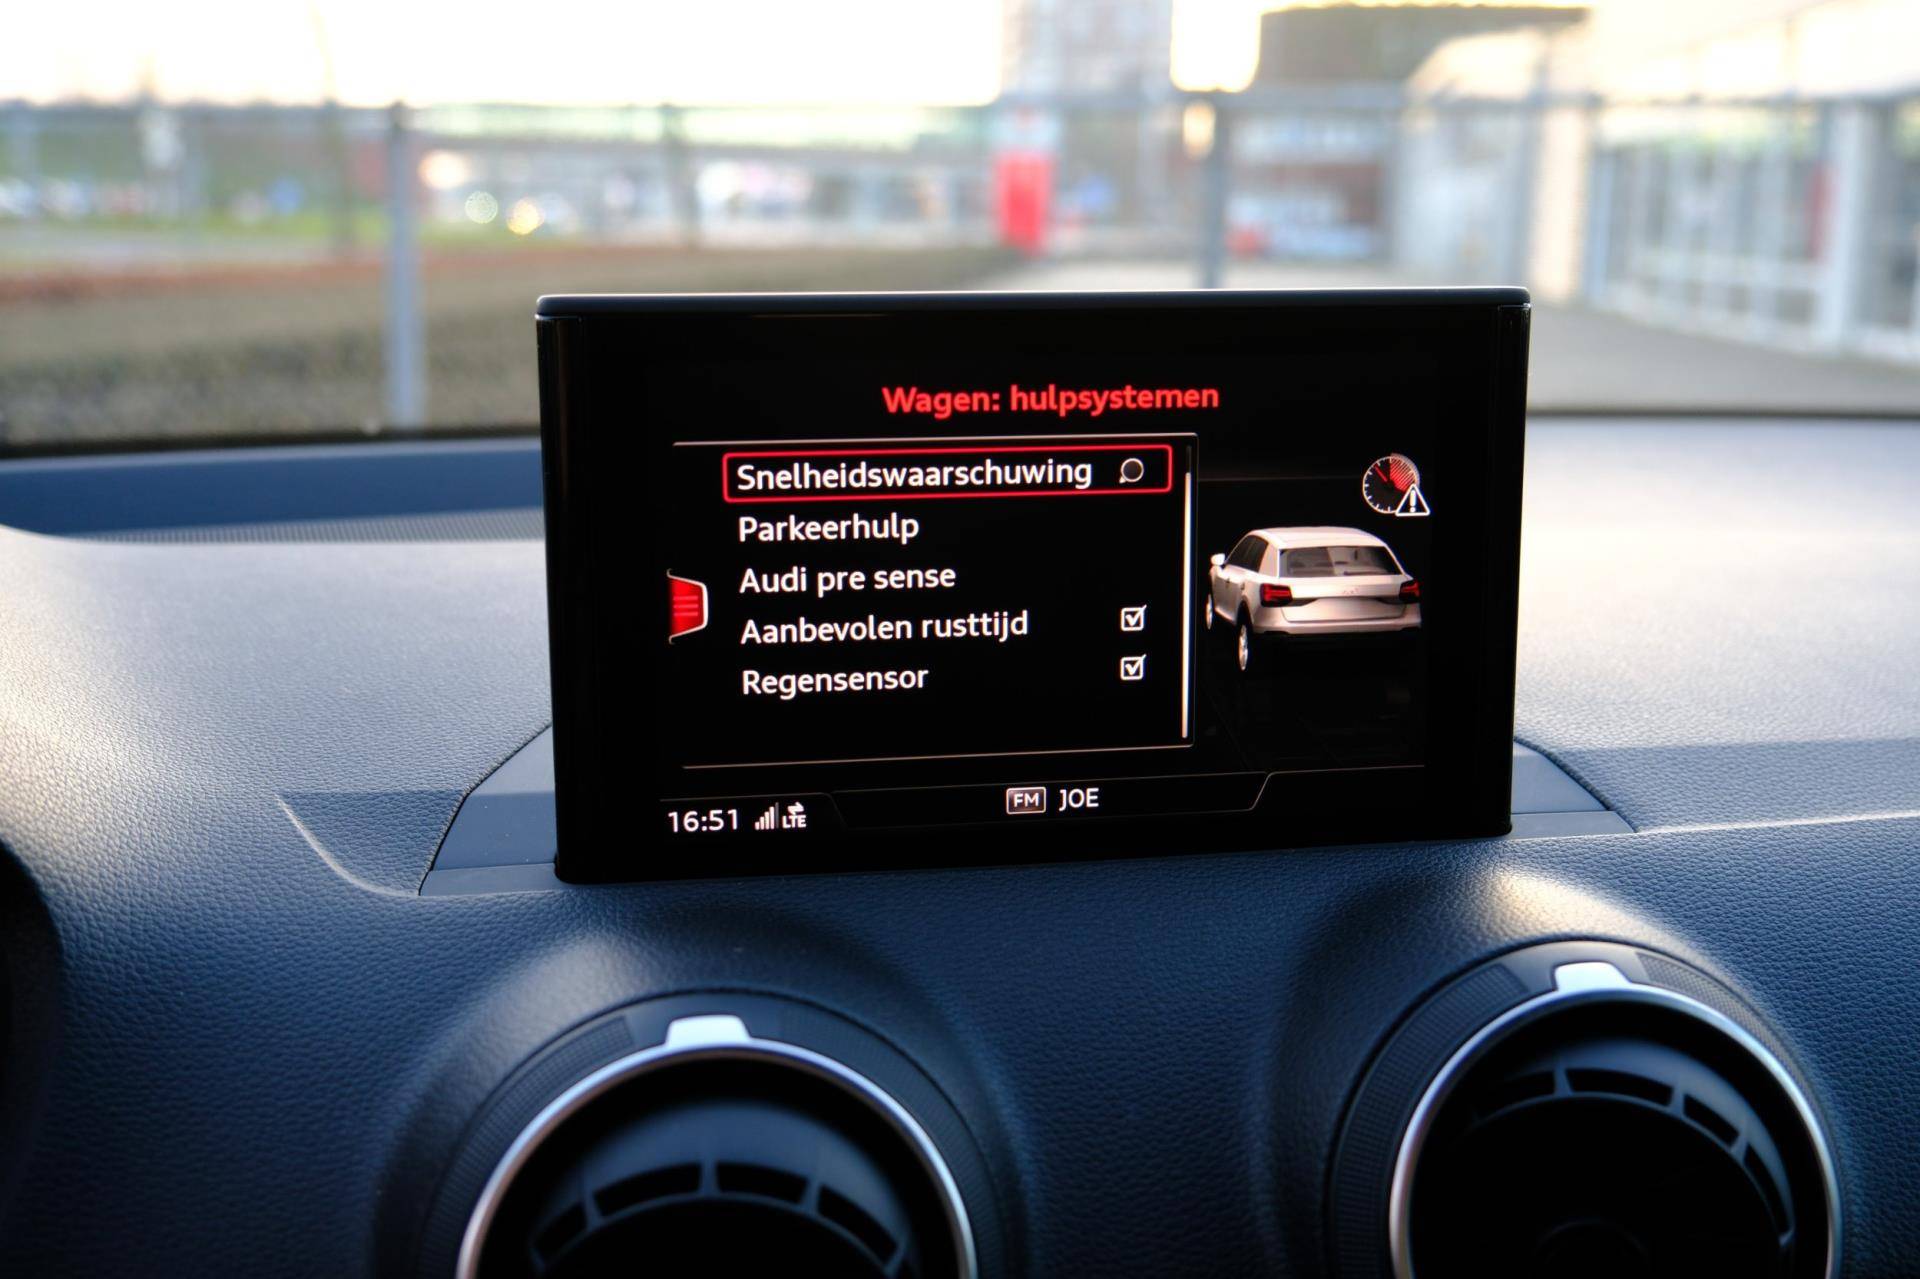 Wagen: hulpsystemen
Snelheidswaarschuwing
Parkeerhulp
Audi pre sense
Aanbevolen rusttijd
Regensensor
16:51 LTE
FM JOE